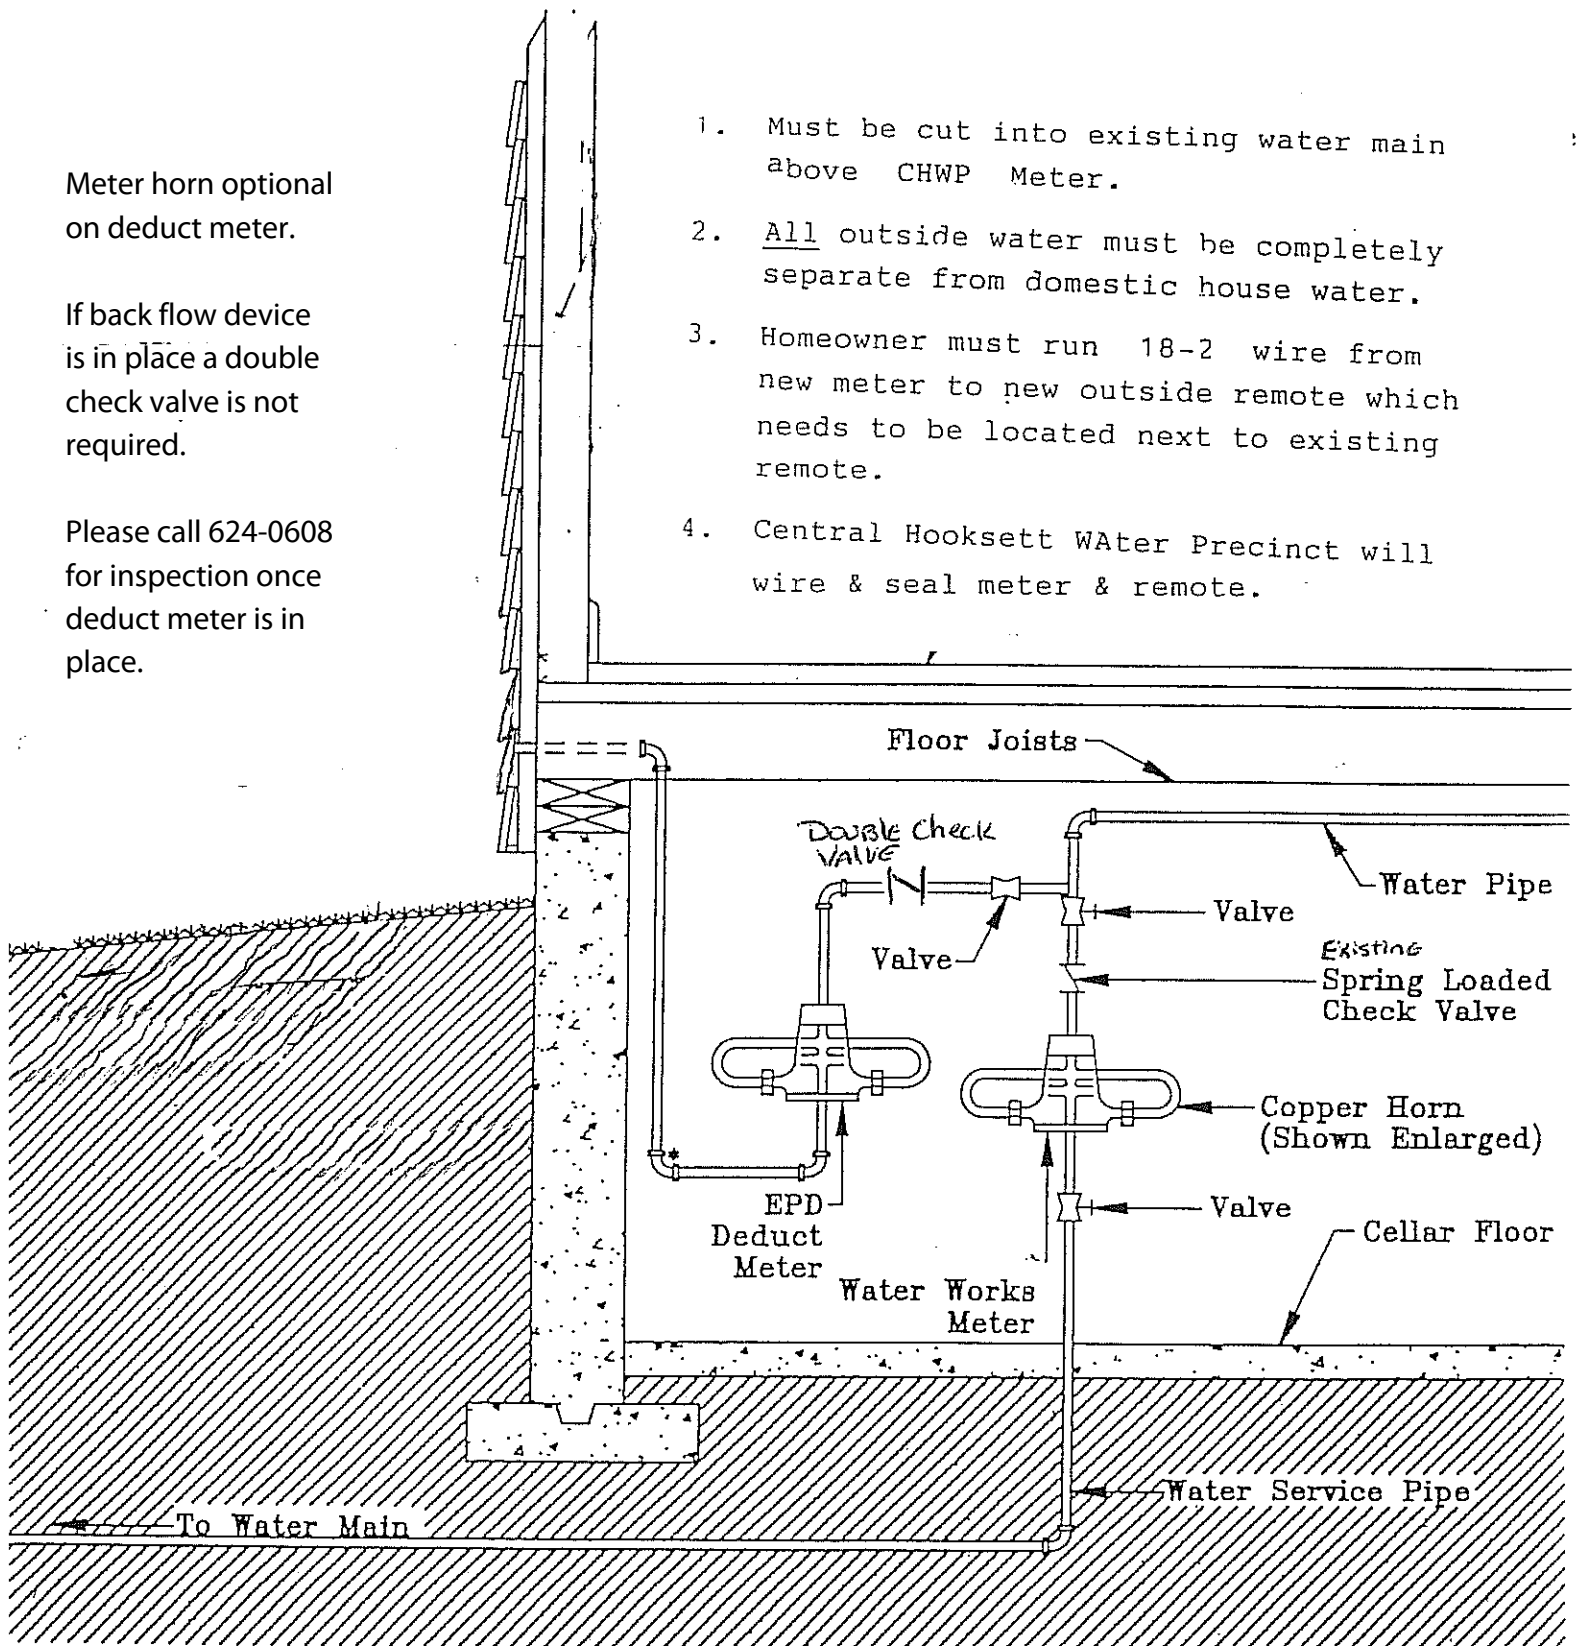 Meter horn optional
on deduct meter.
If back flow device
is in place a double
check valve is not
required.
Please call 624-0608
for inspection once
deduct meter is in
place.
1. Must be cut into existing water main
above CHWP Meter.
2. All outside water must be completely
separate from domestic house water.
3. Homeowner must run 18-2 wire from
new meter to new outside remote which
needs to be located next to existing
remote.
4. Central Hooksett WAter Precinct will
wire & seal meter & remote.
Floor Joists
Double Check
Valve
Water Pipe
Valve
Valve
Existing
Spring Loaded
Check Valve
Copper Horn
(Shown Enlarged)
*
EPD
Deduct
Meter
Valve
Cellar Floor
Water Works
Meter
Water Service Pipe
To Water Main